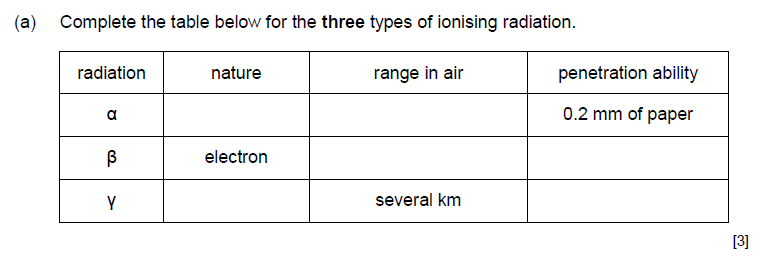 (a) Complete the table below for the three types of ionising radiation.
radiation nature range in air penetration ability
α 0.2 mm of paper
β electron
γ several km
[3]